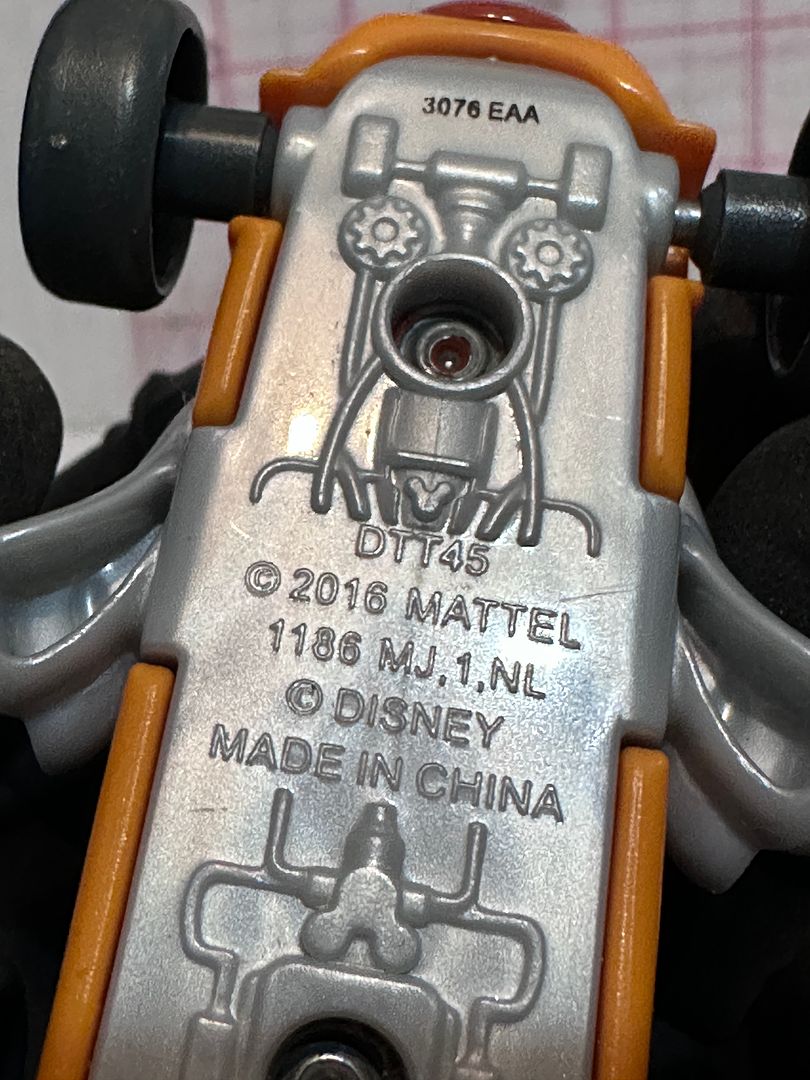 3076 EAA
DTT45
© 2016 MATTEL
1186 MJ.1.NL
© DISNEY
MADE IN CHINA